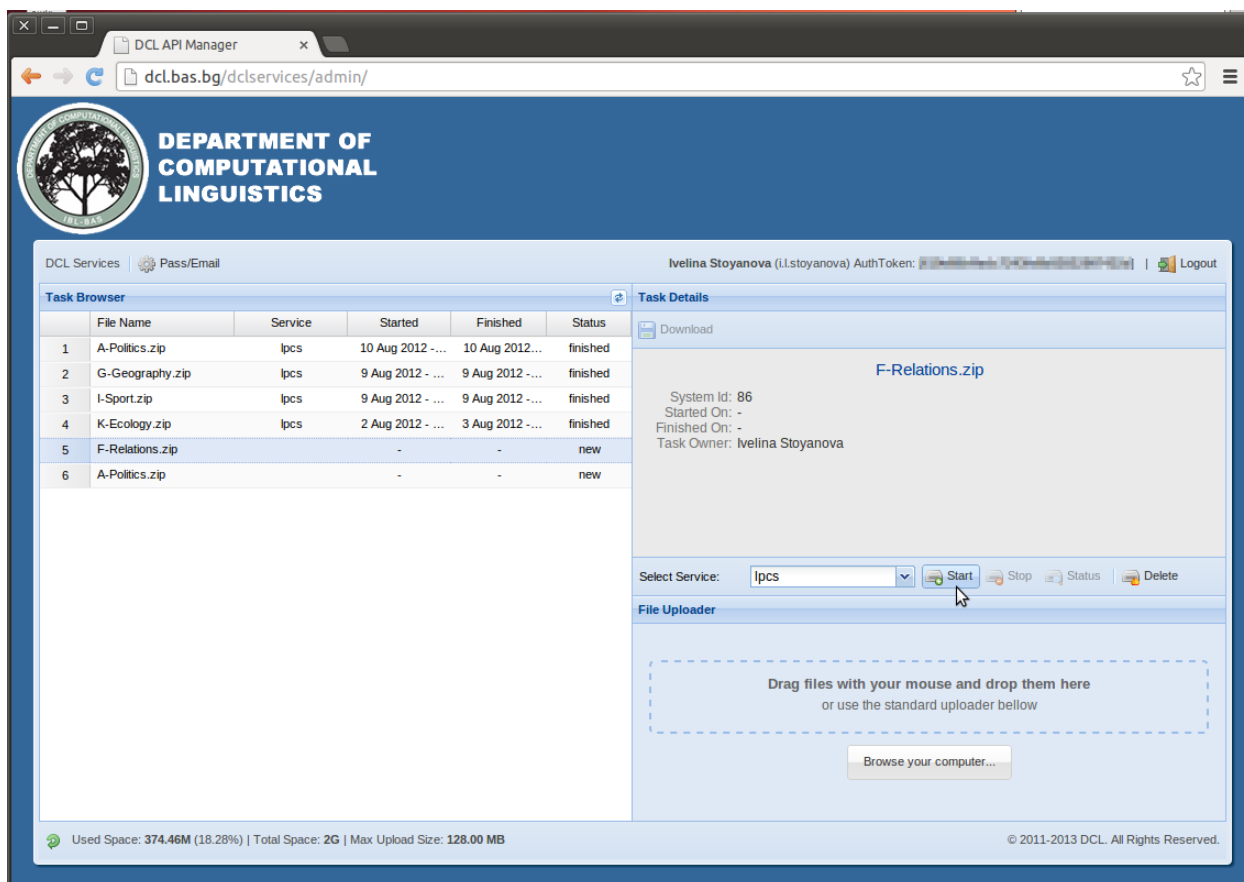 DCL API Manager
dcl.bas.bg/dclservices/admin/
DEPARTMENT OF COMPUTATIONAL LINGUISTICS
IBL-BAS
DEPARTMENT OF
COMPUTATIONAL
LINGUISTICS
DCL Services | Pass/Email
Ivelina Stoyanova (i.l.stoyanova) AuthToken: | Logout
Task Browser
File Name Service Started Finished Status
1 A-Politics.zip lpcs 10 Aug 2012 -... 10 Aug 2012... finished
2 G-Geography.zip lpcs 9 Aug 2012 - ... 9 Aug 2012 -... finished
3 I-Sport.zip lpcs 9 Aug 2012 - ... 9 Aug 2012 -... finished
4 K-Ecology.zip lpcs 2 Aug 2012 - ... 3 Aug 2012 -... finished
5 F-Relations.zip - - new
6 A-Politics.zip - - new
Task Details
Download
F-Relations.zip
System Id: 86
Started On: -
Finished On: -
Task Owner: Ivelina Stoyanova
Select Service: lpcs Start Stop Status Delete
File Uploader
Drag files with your mouse and drop them here
or use the standard uploader bellow
Browse your computer...
Used Space: 374.46M (18.28%) | Total Space: 2G | Max Upload Size: 128.00 MB
© 2011-2013 DCL. All Rights Reserved.